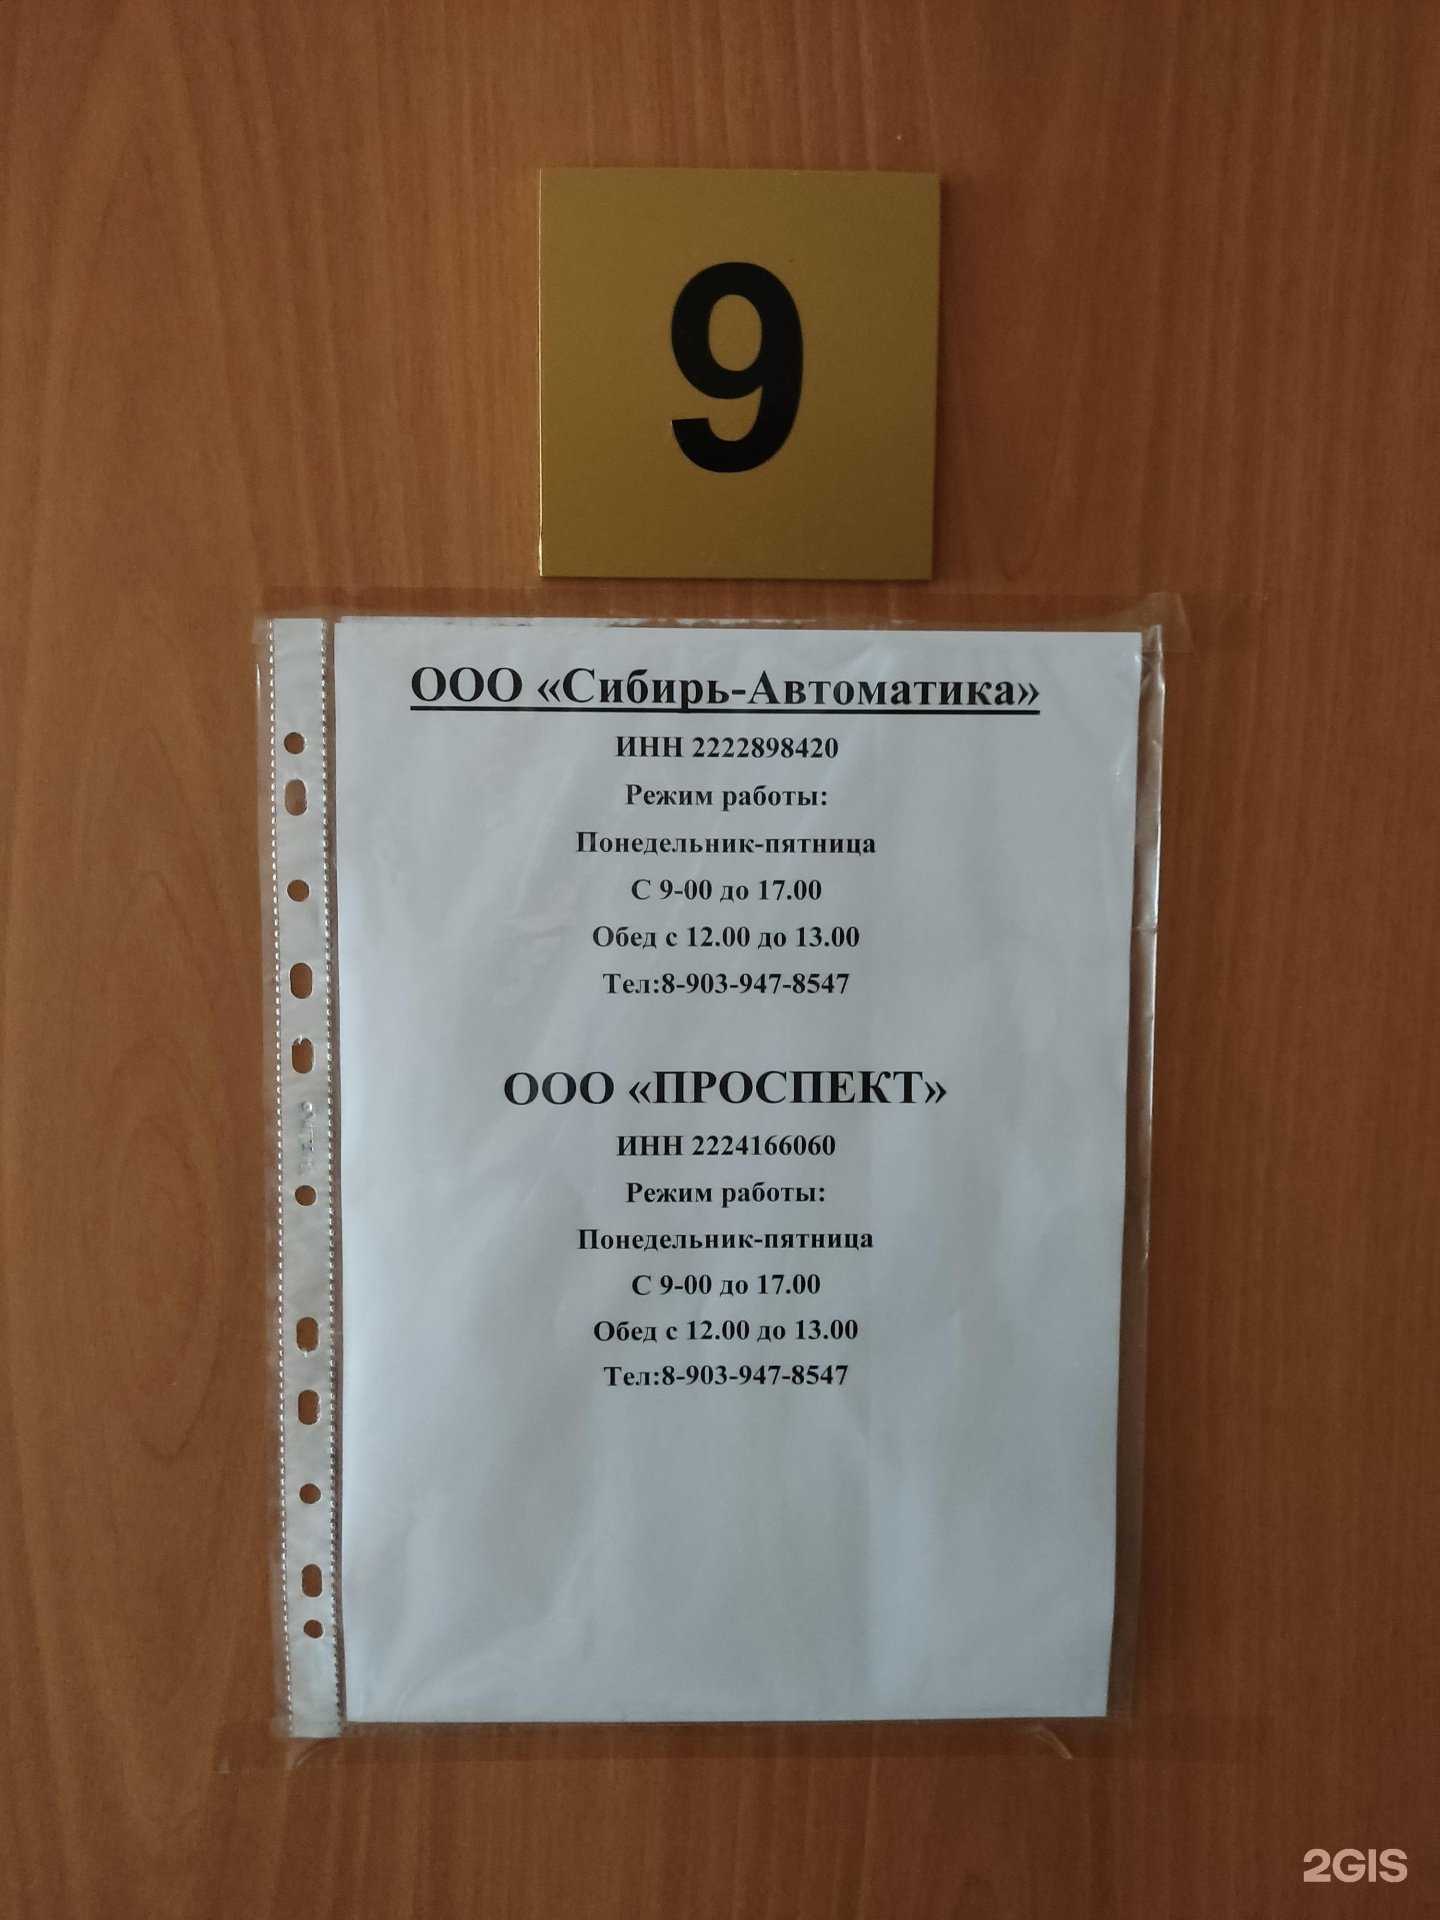 9
ООО «Сибирь-Автоматика»
ИНН 2222898420
Режим работы:
Понедельник-пятница
С 9-00 до 17.00
Обед с 12.00 до 13.00
Тел:8-903-947-8547
ООО «ПРОСПЕКТ»
ИНН 2224166060
Режим работы:
Понедельник-пятница
С 9-00 до 17.00
Обед с 12.00 до 13.00
Тел:8-903-947-8547
2GIS